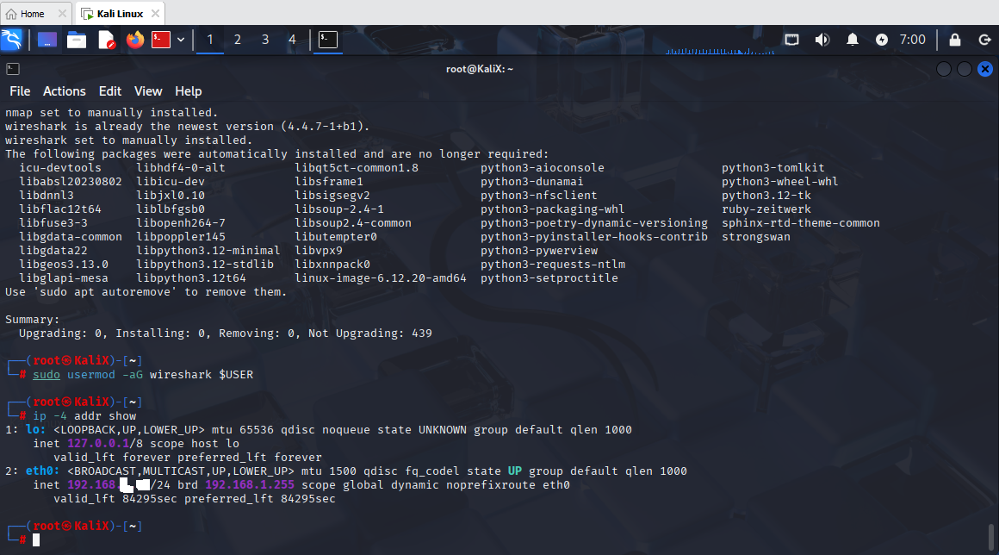 Home
Kali Linux
1 2 3 4
7:00
root@KaliX: ~
File Actions Edit View Help
nmap set to manually installed.
wireshark is already the newest version (4.4.7-1+b1).
wireshark set to manually installed.
The following packages were automatically installed and are no longer required:
icu-devtools libhdf4-0-alt libqt5ct-common1.8 python3-aioconsole python3-tomlkit
libabsl20230802 libicu-dev libsframe1 python3-dunamai python3-wheel-whl
libdnnl3 libjxl0.10 libsigsegv2 python3-nfsclient python3.12-tk
libflac12t64 liblbfgsb0 libsoup-2.4-1 python3-packaging-whl ruby-zeitwerk
libfuse3-3 libopenh264-7 libsoup2.4-common python3-poetry-dynamic-versioning sphinx-rtd-theme-common
libgdata-common libpoppler145 libutempter0 python3-pyinstaller-hooks-contrib strongswan
libgdata22 libpython3.12-minimal libvpx9 python3-pywerview
libgeos3.13.0 libpython3.12-stdlib libxnnpack0 python3-requests-ntlm
libglapi-mesa libpython3.12t64 linux-image-6.12.20-amd64 python3-setproctitle
Use 'sudo apt autoremove' to remove them.
Summary:
Upgrading: 0, Installing: 0, Removing: 0, Not Upgrading: 439
┌──(root㉿KaliX)-[~]
└─# sudo usermod -aG wireshark $USER
┌──(root㉿KaliX)-[~]
└─# ip -4 addr show
1: lo: <LOOPBACK,UP,LOWER_UP> mtu 65536 qdisc noqueue state UNKNOWN group default qlen 1000
inet 127.0.0.1/8 scope host lo
valid_lft forever preferred_lft forever
2: eth0: <BROADCAST,MULTICAST,UP,LOWER_UP> mtu 1500 qdisc fq_codel state UP group default qlen 1000
inet 192.168. /24 brd 192.168.1.255 scope global dynamic noprefixroute eth0
valid_lft 84295sec preferred_lft 84295sec
┌──(root㉿KaliX)-[~]
└─#